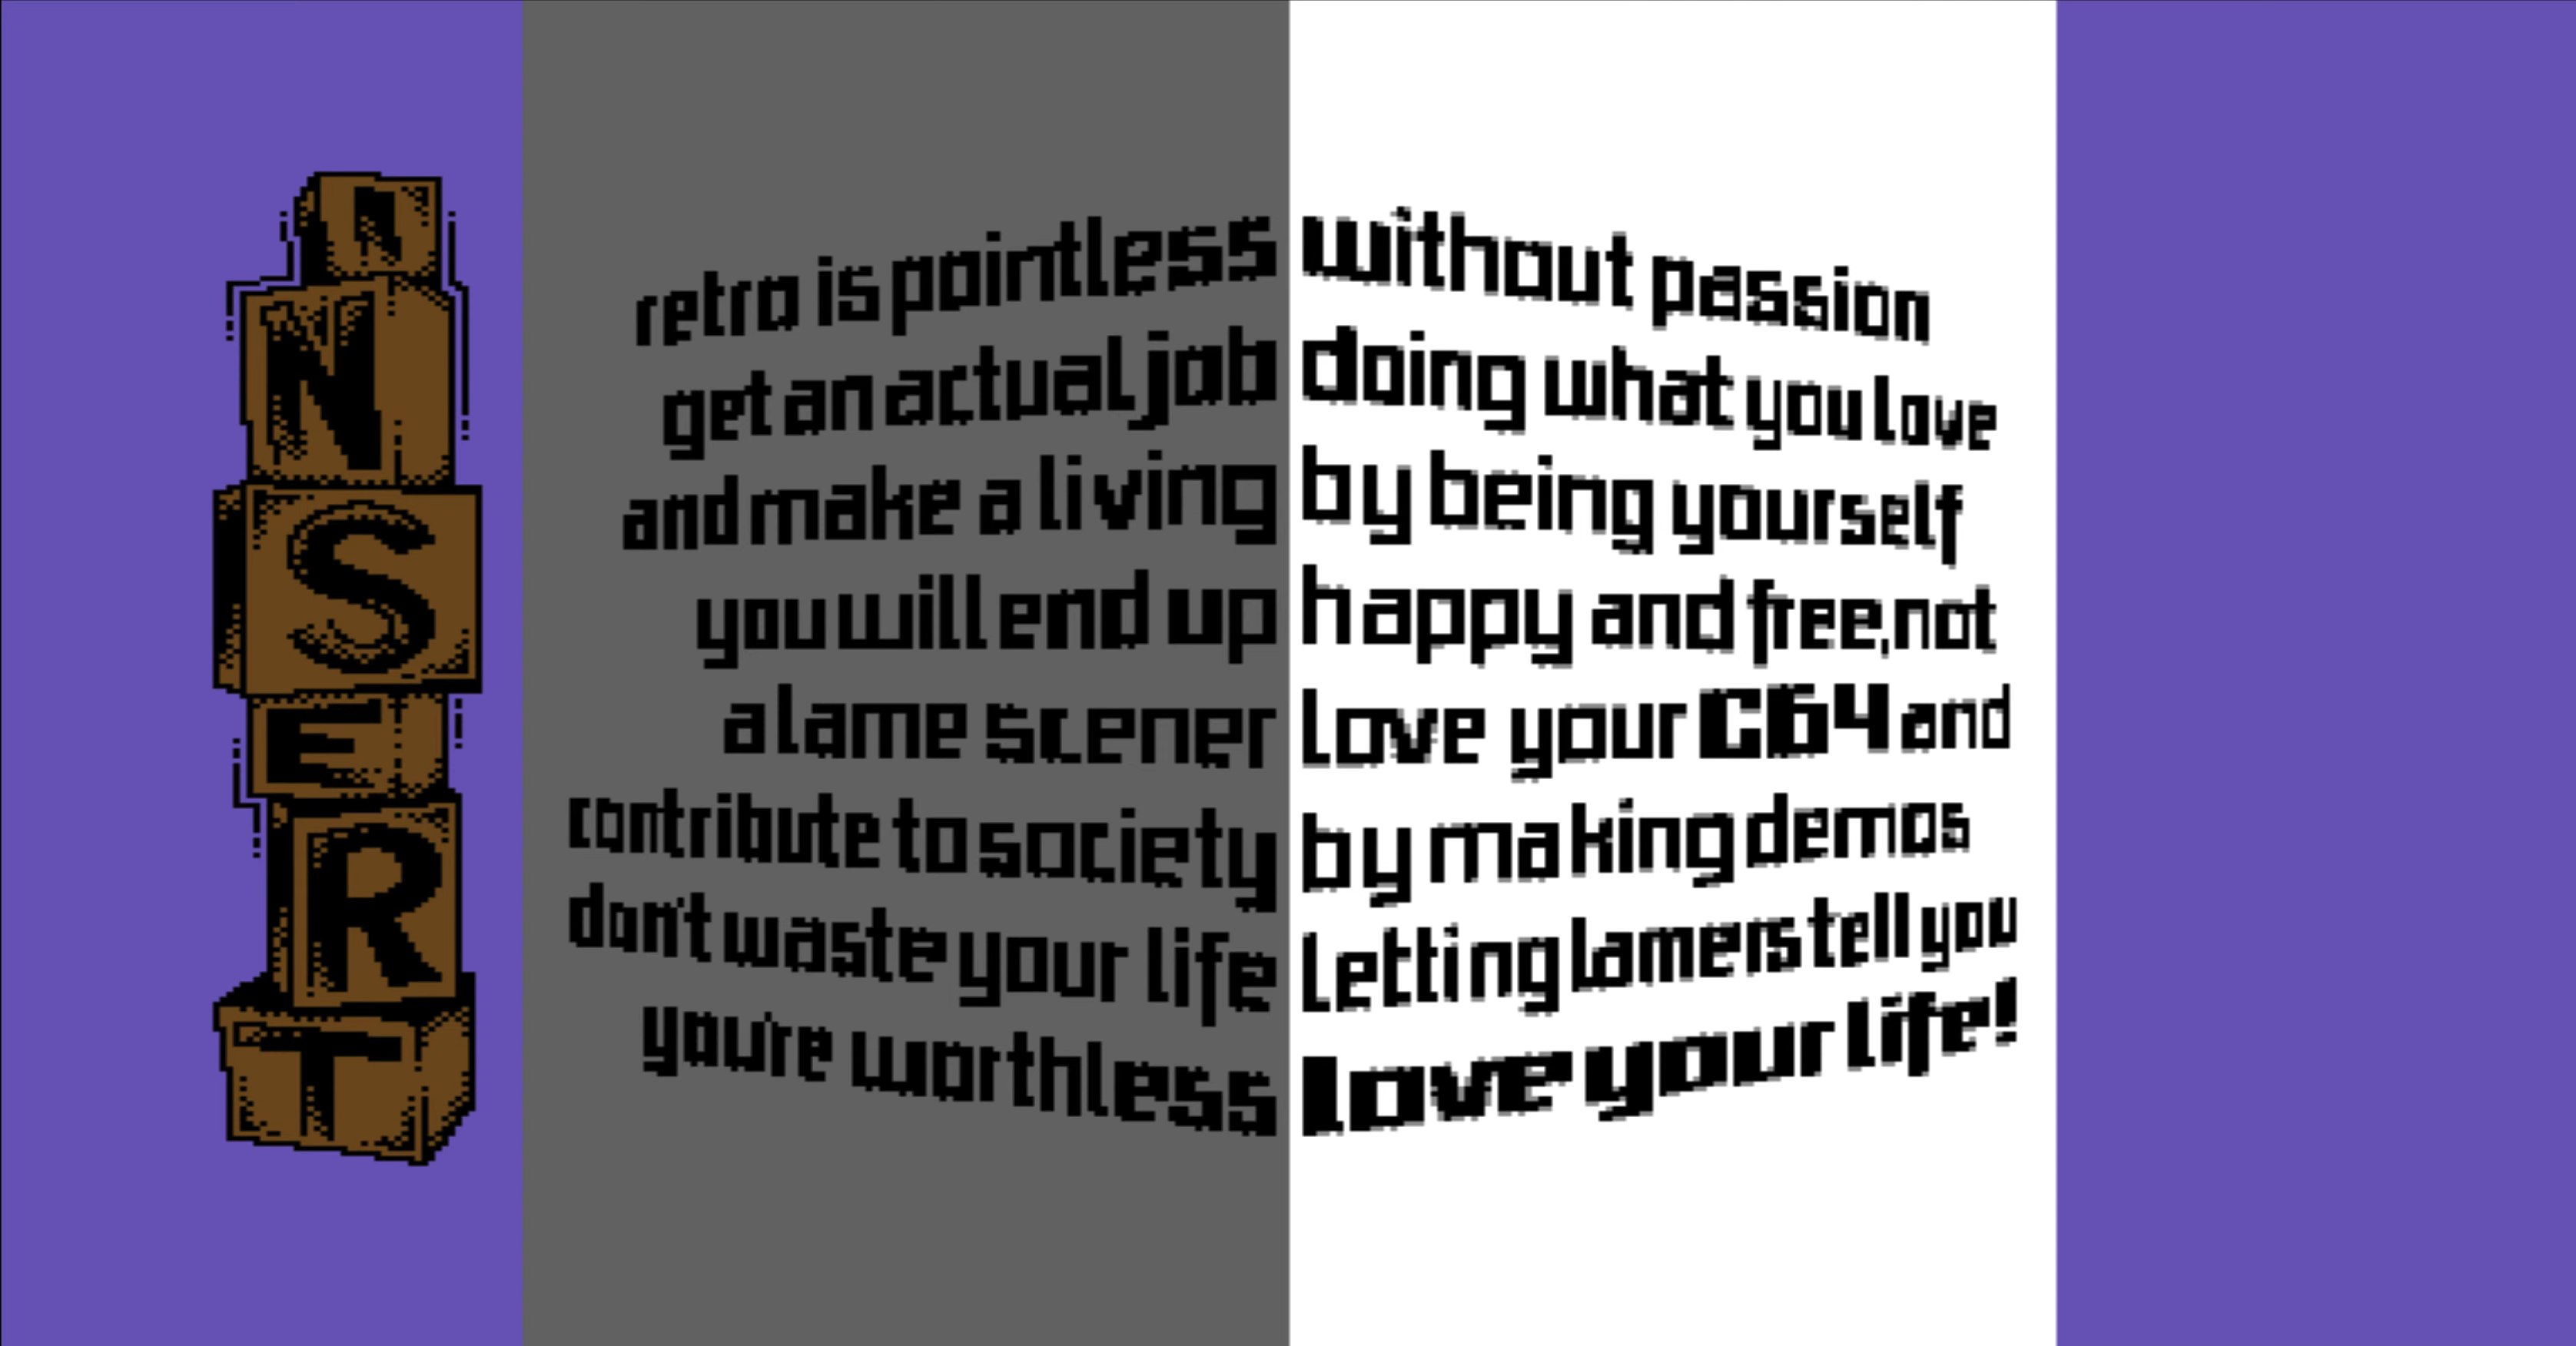 N
N
S
E
R
T
retro is pointless without passion
get an actual job doing what you love
and make a living by being yourself
you will end up happy and free, not
a lame scener love your C64 and
contribute to society by making demos
don't waste your life letting lamers tell you
you're worthless love your life!